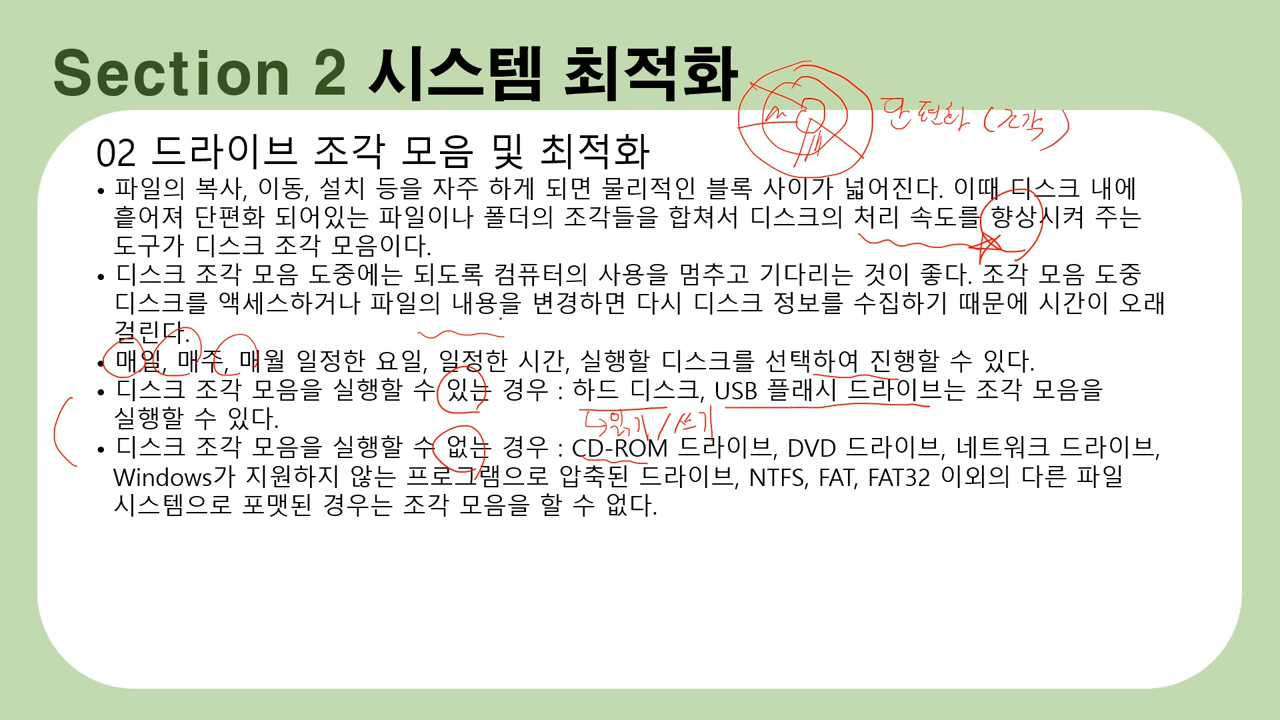 Section 2 시스템 최적화
단편화 (조각)
02 드라이브 조각 모음 및 최적화
• 파일의 복사, 이동, 설치 등을 자주 하게 되면 물리적인 블록 사이가 넓어진다. 이때 디스크 내에
흩어져 단편화 되어있는 파일이나 폴더의 조각들을 합쳐서 디스크의 처리 속도를 향상시켜 주는
도구가 디스크 조각 모음이다.
• 디스크 조각 모음 도중에는 되도록 컴퓨터의 사용을 멈추고 기다리는 것이 좋다. 조각 모음 도중
디스크를 액세스하거나 파일의 내용을 변경하면 다시 디스크 정보를 수집하기 때문에 시간이 오래
걸린다.
• 매일, 매주, 매월 일정한 요일, 일정한 시간, 실행할 디스크를 선택하여 진행할 수 있다.
• 디스크 조각 모음을 실행할 수 있는 경우 : 하드 디스크, USB 플래시 드라이브는 조각 모음을
실행할 수 있다.
읽기/쓰기
• 디스크 조각 모음을 실행할 수 없는 경우 : CD-ROM 드라이브, DVD 드라이브, 네트워크 드라이브,
Windows가 지원하지 않는 프로그램으로 압축된 드라이브, NTFS, FAT, FAT32 이외의 다른 파일
시스템으로 포맷된 경우는 조각 모음을 할 수 없다.